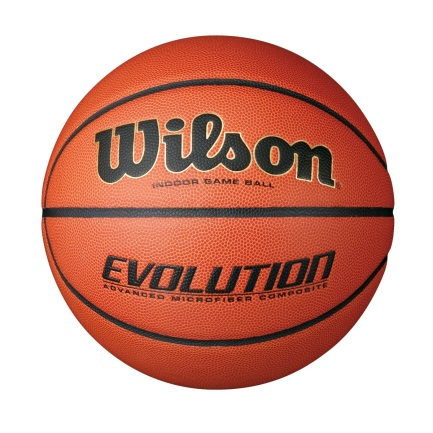 Wilson®
INDOOR GAME BALL
EVOLUTION
ADVANCED MICROFIBER COMPOSITE